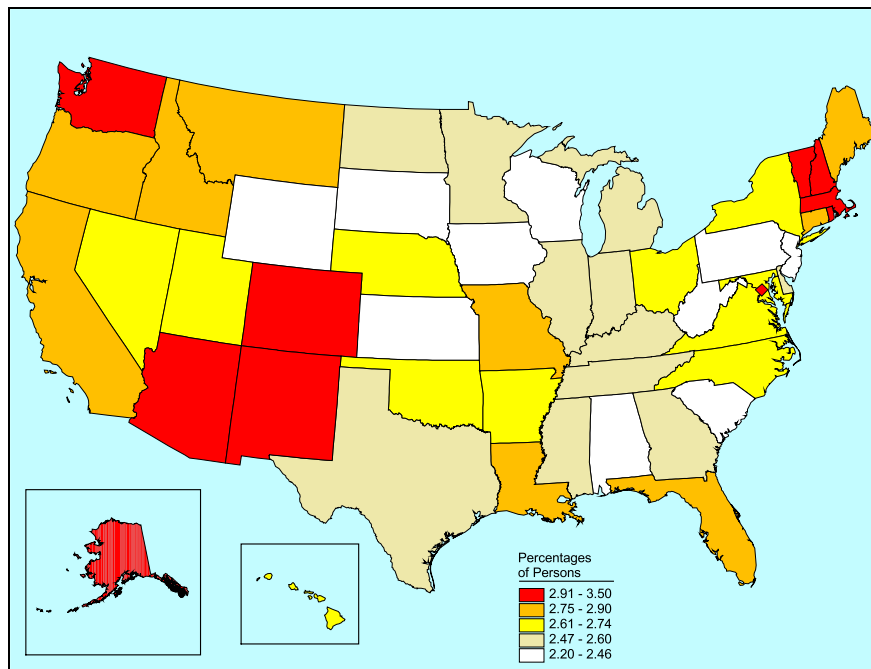 Percentages
of Persons
2.91 - 3.50
2.75 - 2.90
2.61 - 2.74
2.47 - 2.60
2.20 - 2.46